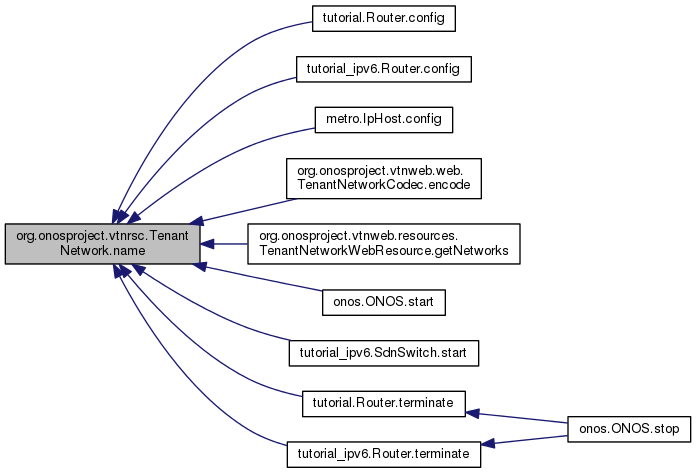 tutorial.Router.config
tutorial_ipv6.Router.config
metro.IpHost.config
org.onosproject.vtnweb.web.
TenantNetworkCodec.encode
org.onosproject.vtnrsc.Tenant
Network.name
org.onosproject.vtnweb.resources.
TenantNetworkWebResource.getNetworks
onos.ONOS.start
tutorial_ipv6.SdnSwitch.start
tutorial.Router.terminate
onos.ONOS.stop
tutorial_ipv6.Router.terminate